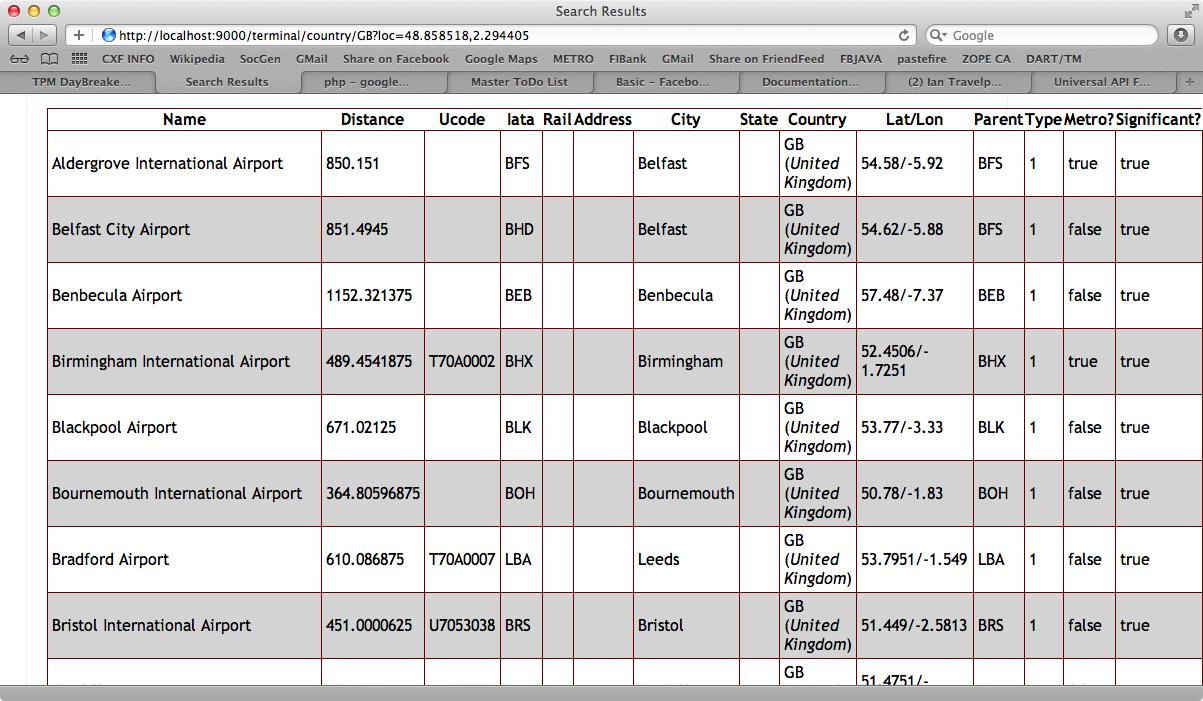 Search Results
http://localhost:9000/terminal/country/GB?loc=48.858518,2.294405
Google
CXF INFO Wikipedia SocGen GMail Share on Facebook Google Maps METRO FIBank GMail Share on FriendFeed FBJAVA pastefire ZOPE CA DART/TM
TPM DayBreake... Search Results php – google... Master ToDo List Basic – Facebo... Documentation... (2) Ian Travelp... Universal API F...
Name Distance Ucode Iata Rail Address City State Country Lat/Lon Parent Type Metro? Significant?
Aldergrove International Airport 850.151 BFS Belfast GB (United Kingdom) 54.58/-5.92 BFS 1 true true
Belfast City Airport 851.4945 BHD Belfast GB (United Kingdom) 54.62/-5.88 BFS 1 false true
Benbecula Airport 1152.321375 BEB Benbecula GB (United Kingdom) 57.48/-7.37 BEB 1 false true
Birmingham International Airport 489.4541875 T70A0002 BHX Birmingham GB (United Kingdom) 52.4506/-1.7251 BHX 1 true true
Blackpool Airport 671.02125 BLK Blackpool GB (United Kingdom) 53.77/-3.33 BLK 1 false true
Bournemouth International Airport 364.80596875 BOH Bournemouth GB (United Kingdom) 50.78/-1.83 BOH 1 false true
Bradford Airport 610.086875 T70A0007 LBA Leeds GB (United Kingdom) 53.7951/-1.549 LBA 1 false true
Bristol International Airport 451.0000625 U7053038 BRS Bristol GB (United Kingdom) 51.449/-2.5813 BRS 1 false true
GB 51.4751/-